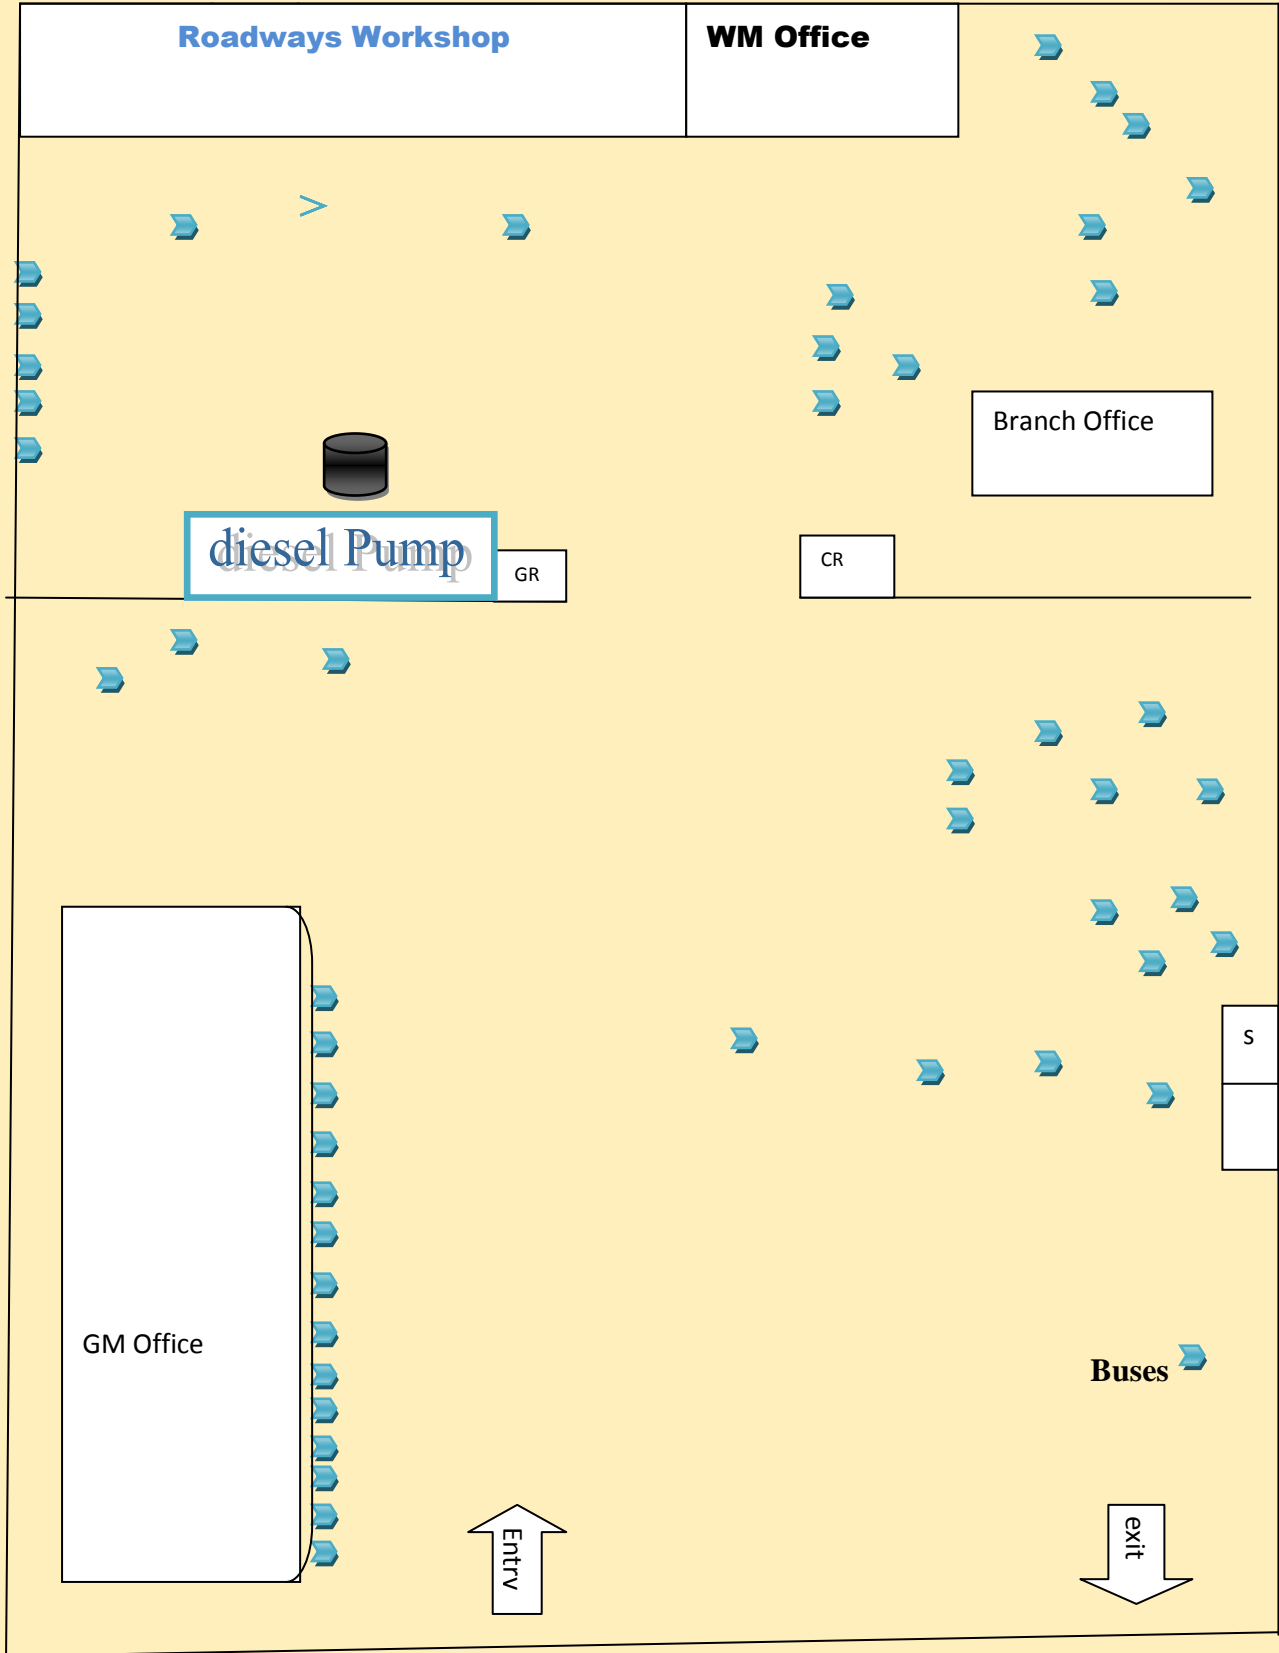 Roadways Workshop
WM Office
>
Branch Office
diesel Pump
GR
CR
S
GM Office
Buses
Entry
exit